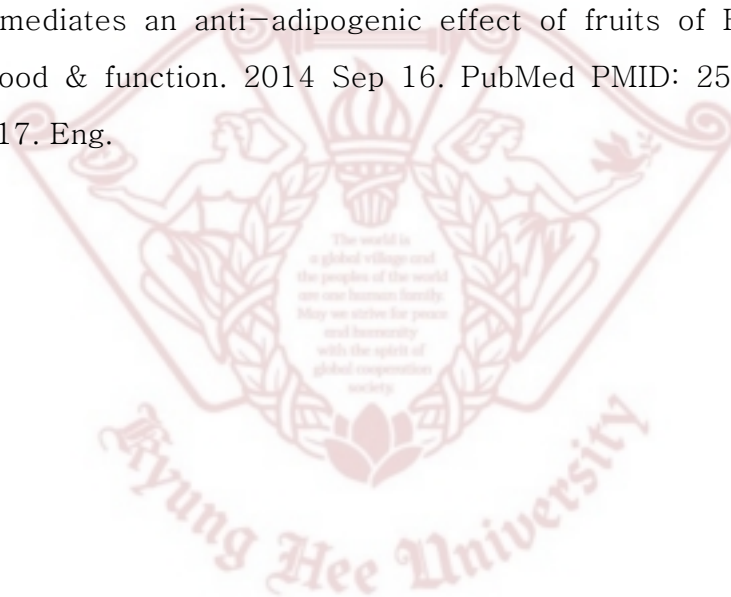 mediates an anti-adipogenic effect of fruits of
ood & function. 2014 Sep 16. PubMed PMID: 25
17. Eng.
The world is
a global village and
the peoples of the world
are one human family.
May we strive for peace
and humanity
with the spirit of
global cooperation
society.
Kyung Hee University